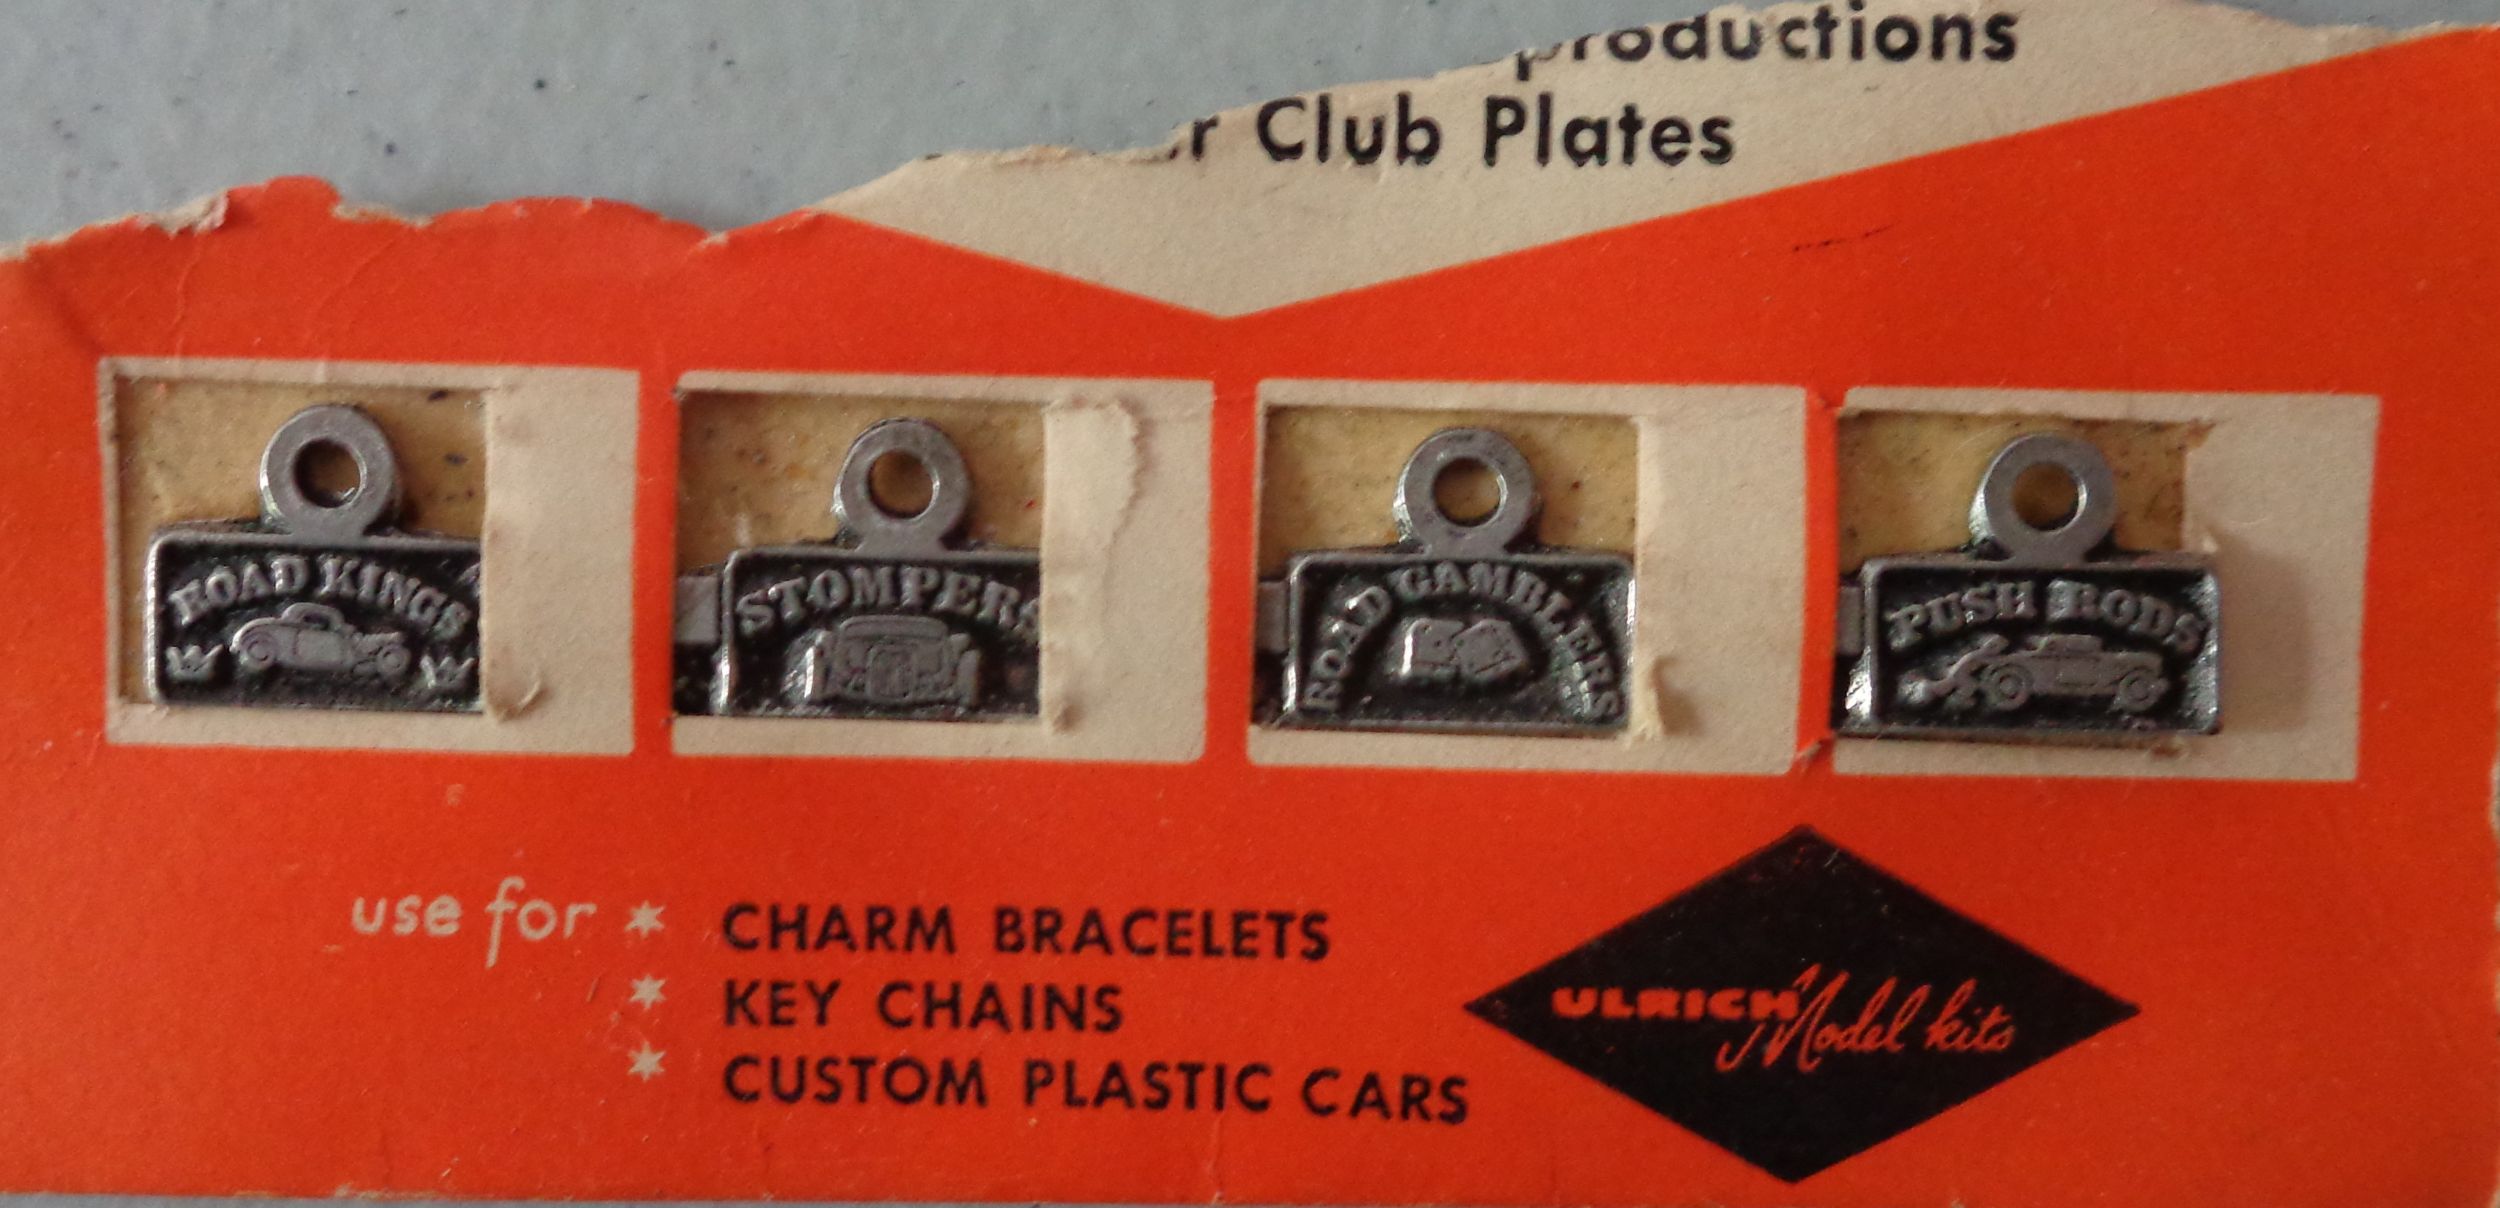 productions
r Club Plates
ROAD KINGS
STOMPERS
ROAD GAMBLERS
PUSH RODS
use for * CHARM BRACELETS
* KEY CHAINS
* CUSTOM PLASTIC CARS
ULRICH Model kits